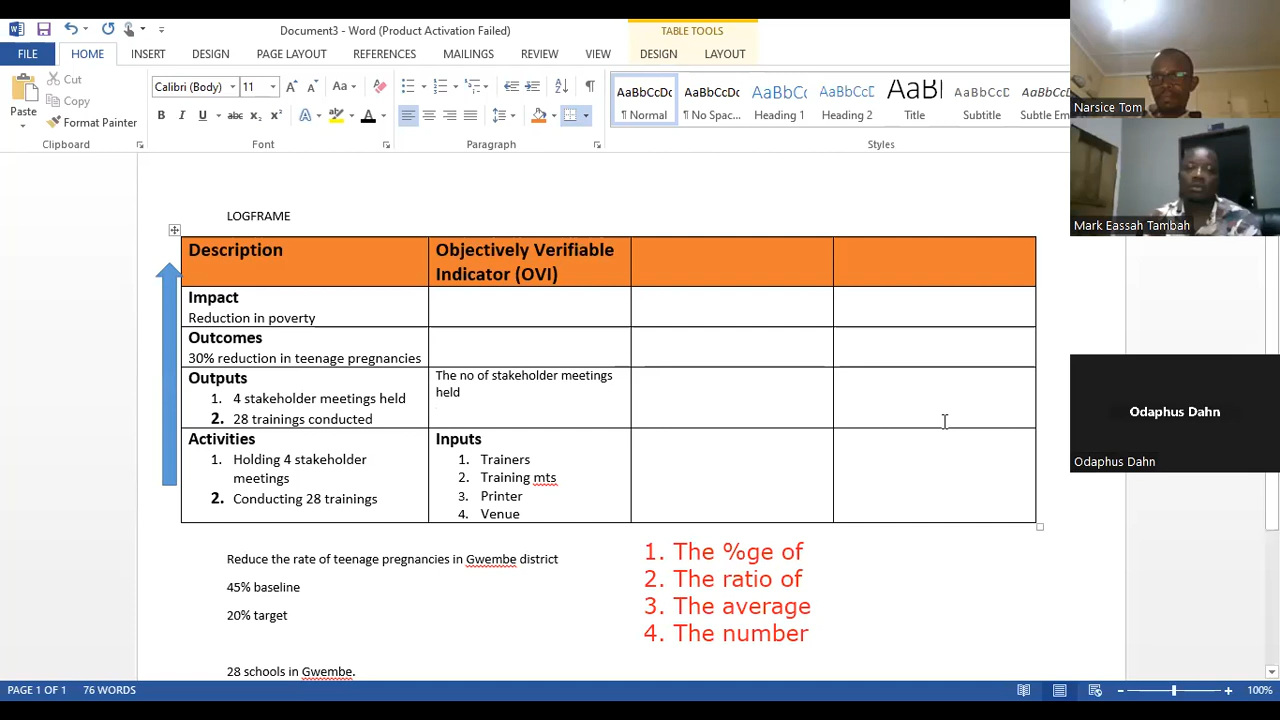 Document3 - Word (Product Activation Failed)
TABLE TOOLS
FILE HOME INSERT DESIGN PAGE LAYOUT REFERENCES MAILINGS REVIEW VIEW DESIGN LAYOUT
Paste
Cut
Copy
Format Painter
Calibri (Body) 11
AaBbCcDc AaBbCcDc AaBbCc AaBbCcD AaBl AaBbCcD AaBbCcDc
¶ Normal ¶ No Spac... Heading 1 Heading 2 Title Subtitle Subtle Em
Clipboard Font Paragraph Styles
Narsice Tom
Mark Eassah Tambah
Odaphus Dahn
Odaphus Dahn
LOGFRAME
Description
Objectively Verifiable
Indicator (OVI)
Impact
Reduction in poverty
Outcomes
30% reduction in teenage pregnancies
Outputs
1. 4 stakeholder meetings held
2. 28 trainings conducted
The no of stakeholder meetings
held
Activities
1. Holding 4 stakeholder
meetings
2. Conducting 28 trainings
Inputs
1. Trainers
2. Training mts
3. Printer
4. Venue
Reduce the rate of teenage pregnancies in Gwembe district
45% baseline
20% target
28 schools in Gwembe.
1. The %ge of
2. The ratio of
3. The average
4. The number
PAGE 1 OF 1 76 WORDS
100%